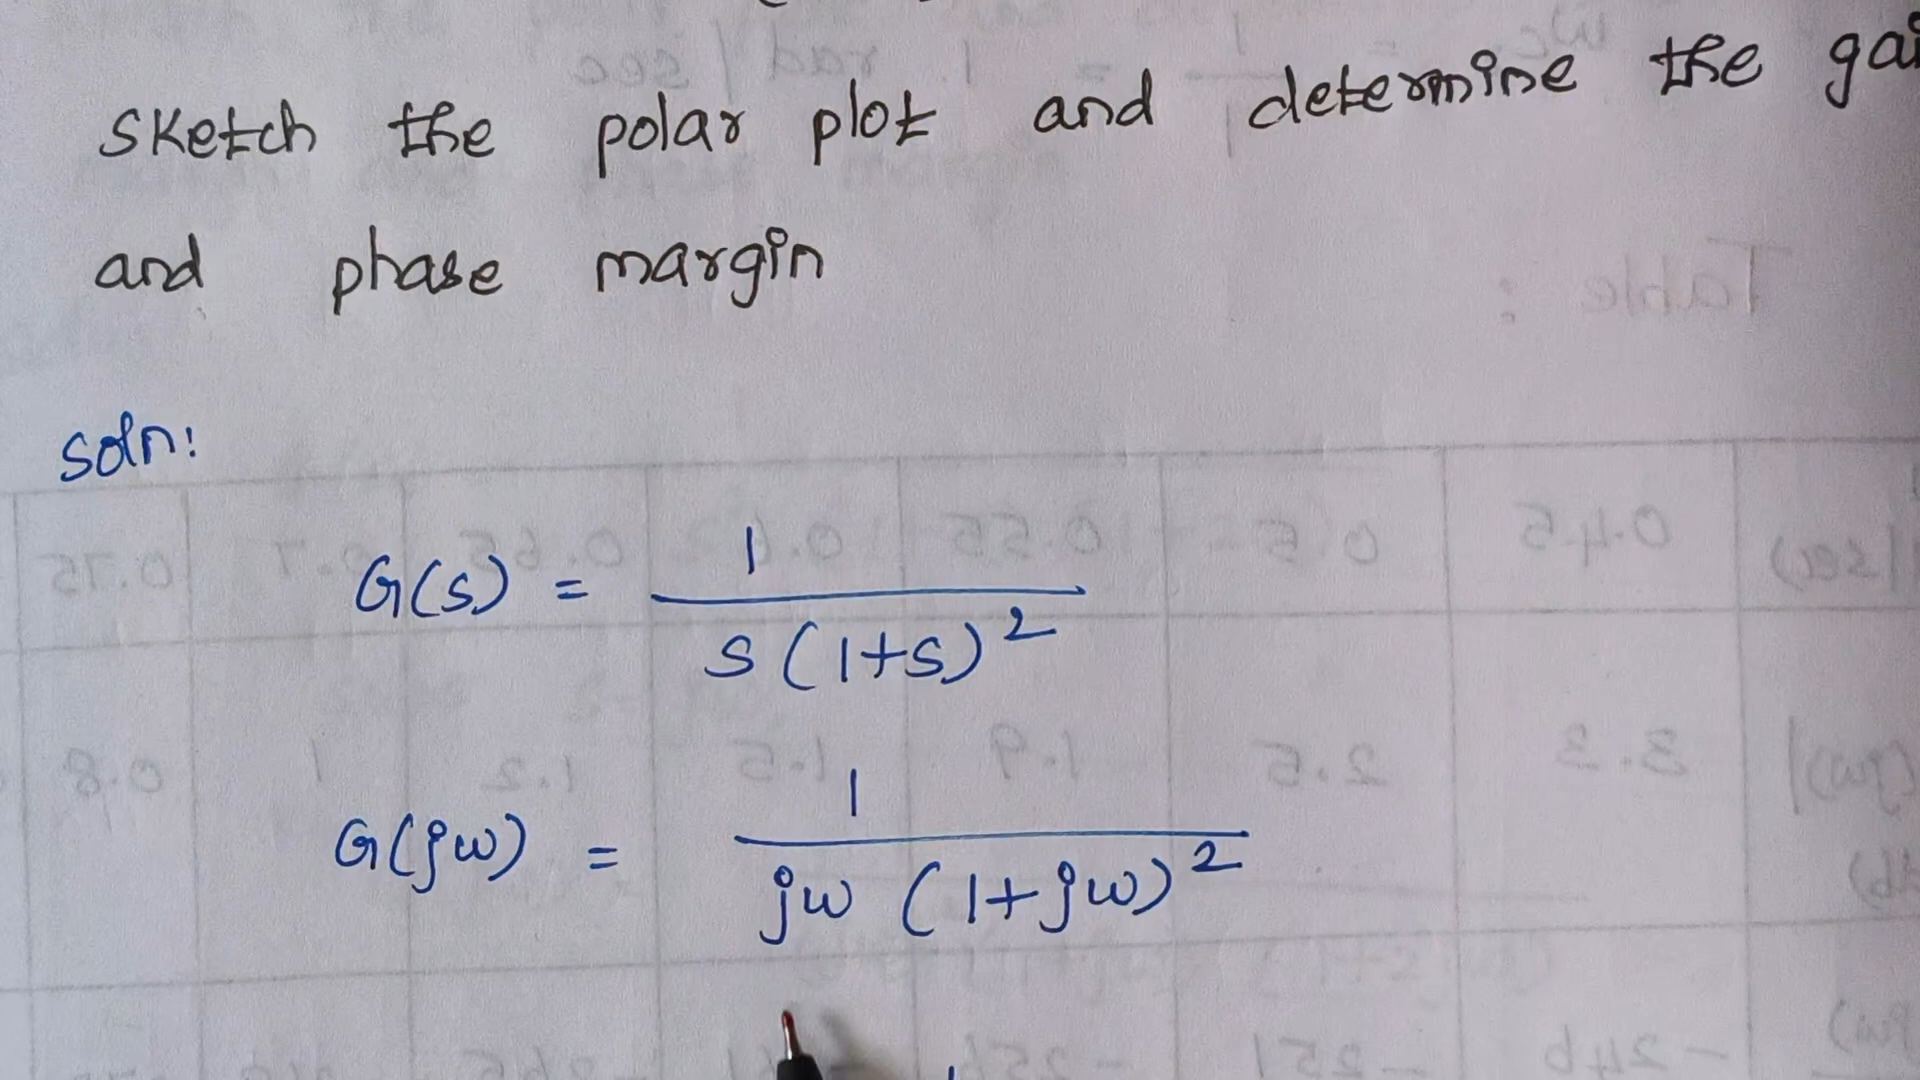 Sketch the polar plot and determine the gai
and phase margin
Soln:
G(s) = 1 / s(1+s)²
G(jω) = 1 / jω (1+jω)²